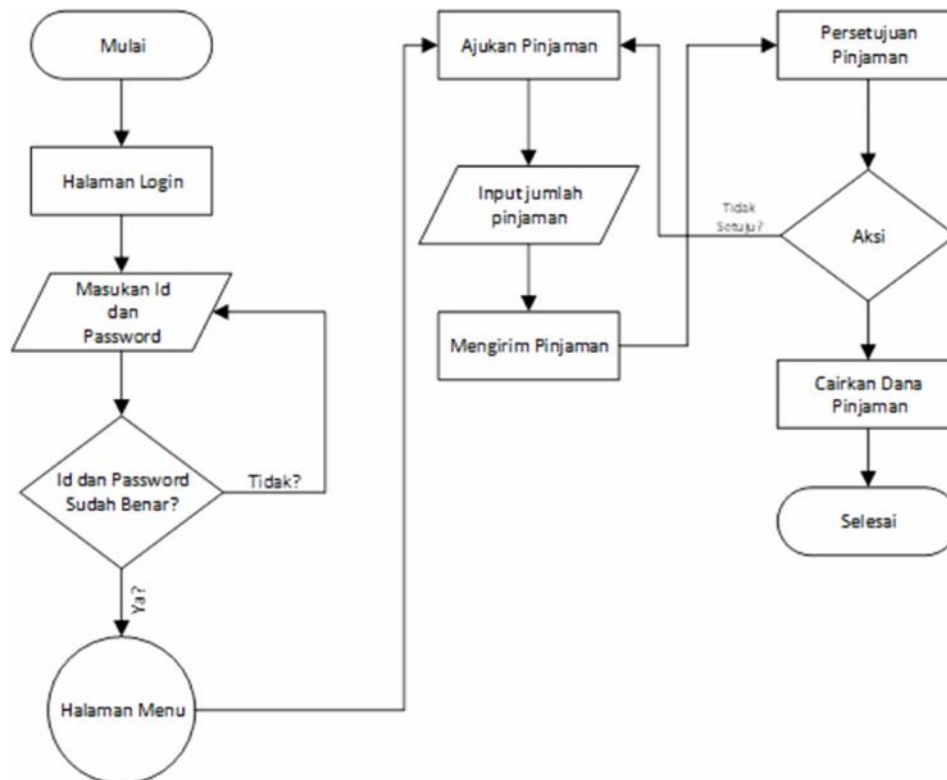 Mulai
Halaman Login
Masukan Id
dan
Password
Id dan Password
Sudah Benar?
Tidak?
Ya?
Halaman Menu
Ajukan Pinjaman
Input jumlah
pinjaman
Mengirim Pinjaman
Persetujuan
Pinjaman
Tidak
Setuju?
Aksi
Cairkan Dana
Pinjaman
Selesai